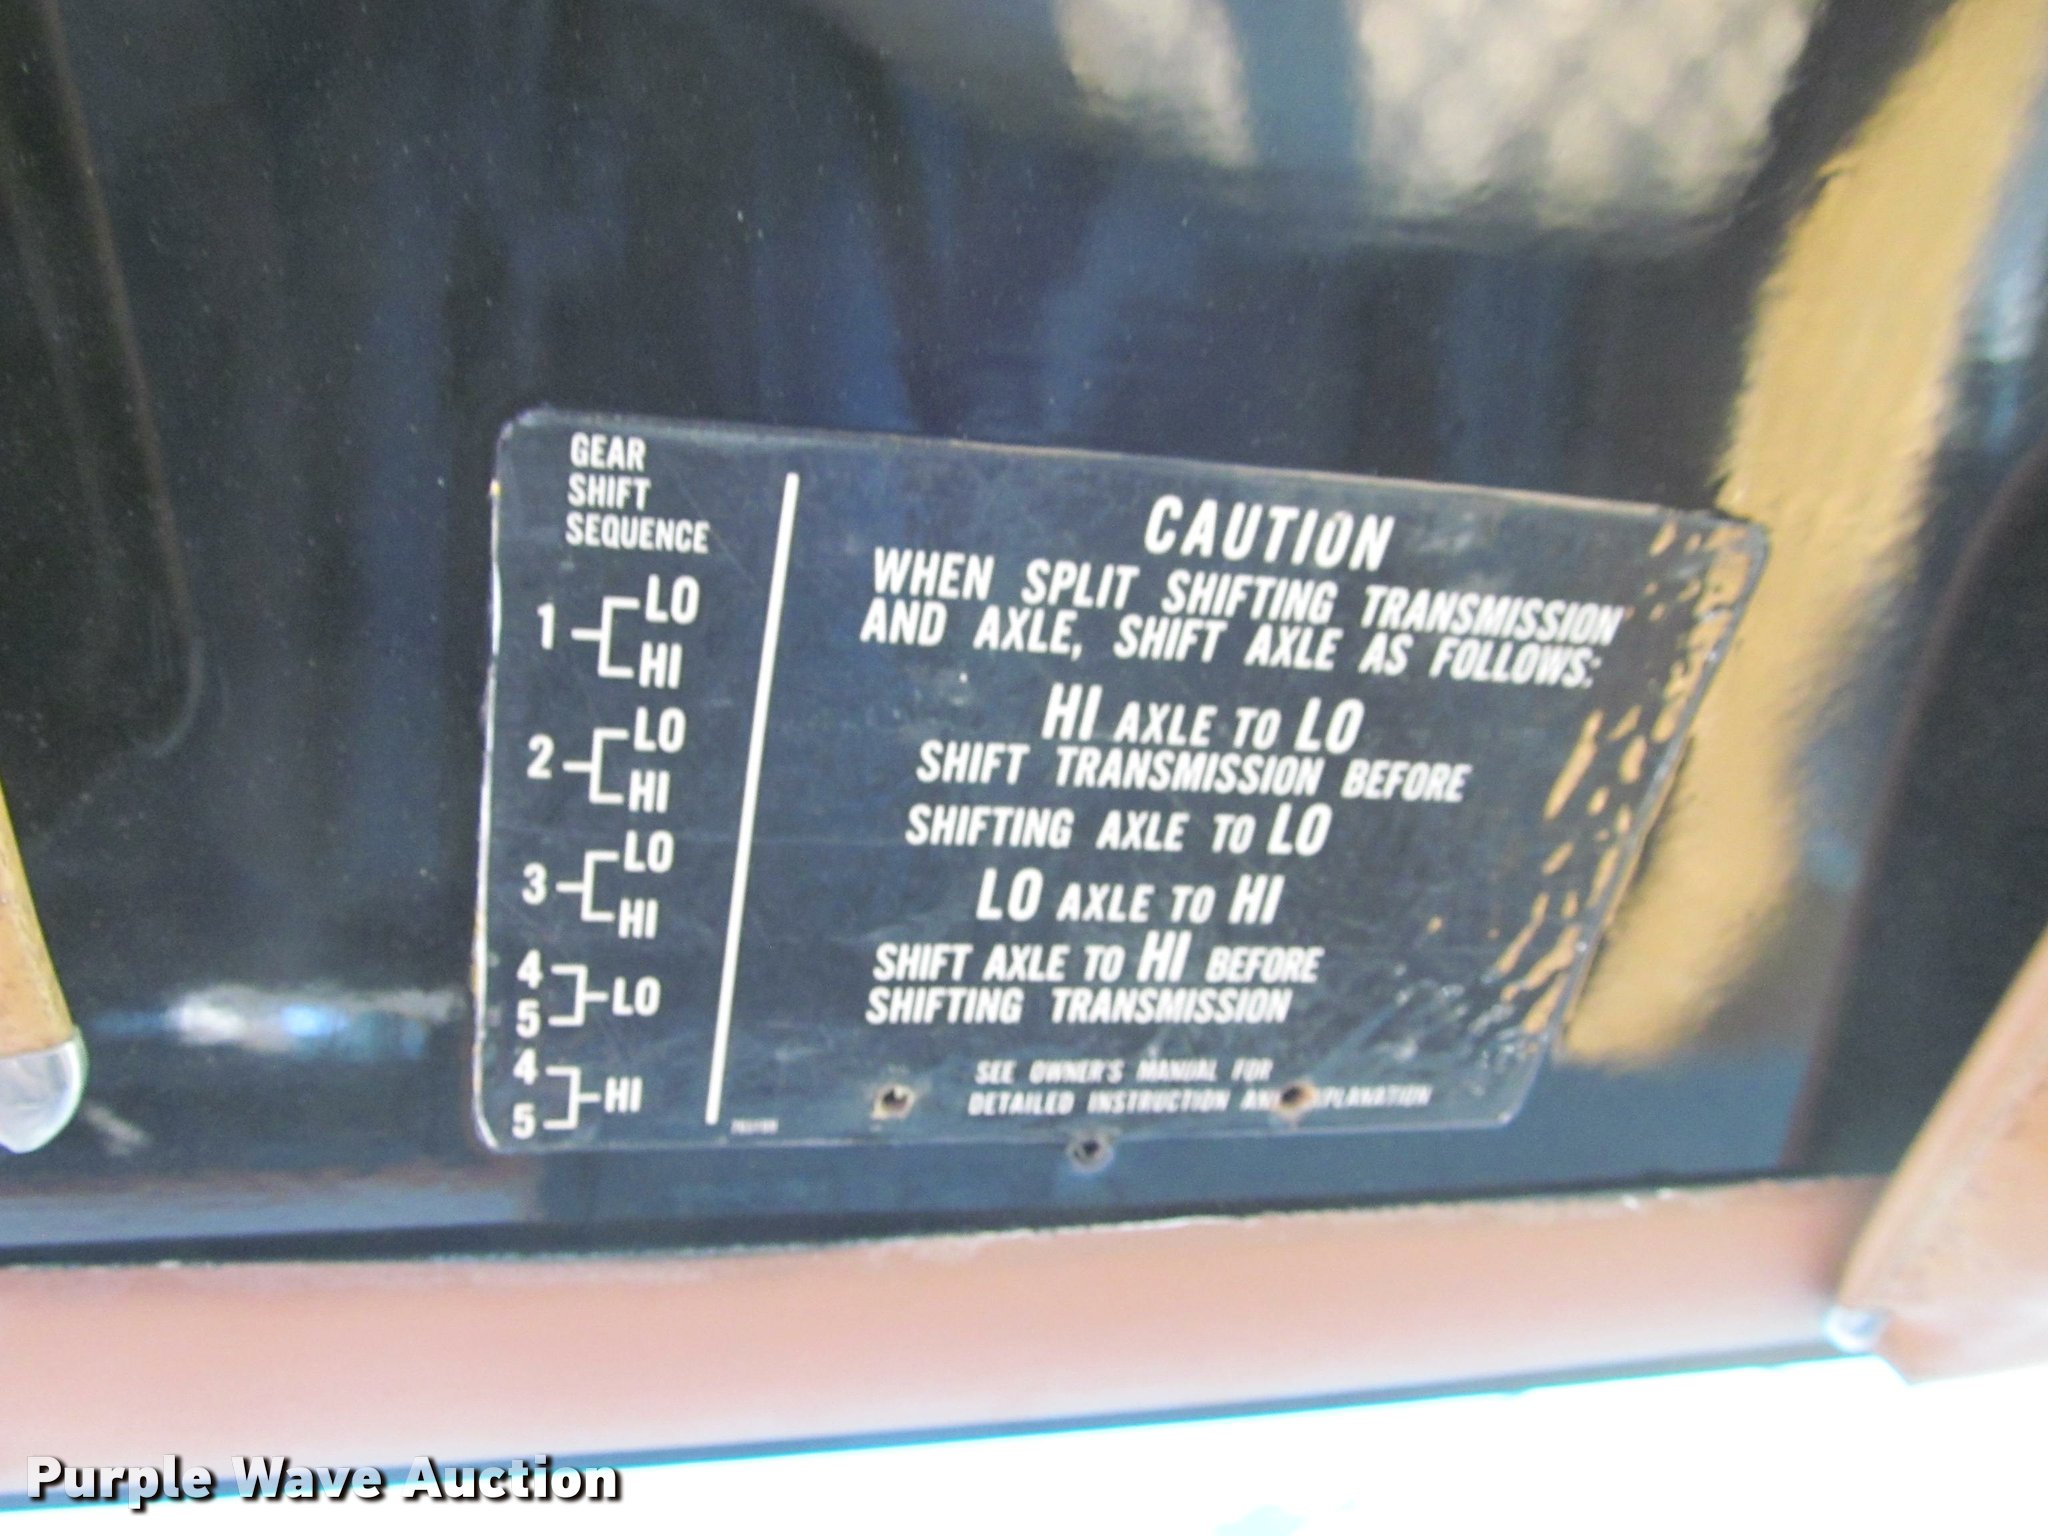 GEAR
SHIFT
SEQUENCE
1 LO
HI
2 LO
HI
3 LO
HI
4
5 LO
4
5 HI
CAUTION
WHEN SPLIT SHIFTING TRANSMISSION
AND AXLE, SHIFT AXLE AS FOLLOWS:
HI AXLE TO LO
SHIFT TRANSMISSION BEFORE
SHIFTING AXLE TO LO
LO AXLE TO HI
SHIFT AXLE TO HI BEFORE
SHIFTING TRANSMISSION
SEE OWNER'S MANUAL FOR
DETAILED INSTRUCTION AND EXPLANATION
Purple Wave Auction